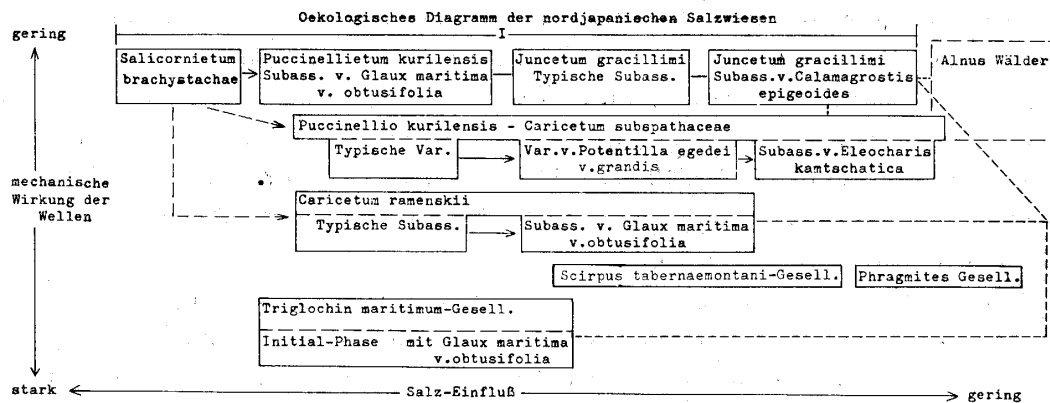 Oekologisches Diagramm der nordjapanischen Salzwiesen
gering
I
Salicornietum
brachystachae
Puccinellietum kurilensis
Subass. v. Glaux maritima
v. obtusifolia
Juncetum gracillimi
Typische Subass.
Juncetum gracillimi
Subass.v.Calamagrostis
epigeoides
Alnus Wälder
Puccinellio kurilensis - Caricetum subspathaceae
Typische Var.
Var.v.Potentilla egedei
v.grandis
Subass.v.Eleocharis
kamtschatica
mechanische
Wirkung der
Wellen
Caricetum ramenskii
Typische Subass.
Subass. v. Glaux maritima
v.obtusifolia
Scirpus tabernaemontani-Gesell.
Phragmites Gesell.
Triglochin maritimum-Gesell.
Initial-Phase mit Glaux maritima
v.obtusifolia
stark
Salz-Einfluß
gering